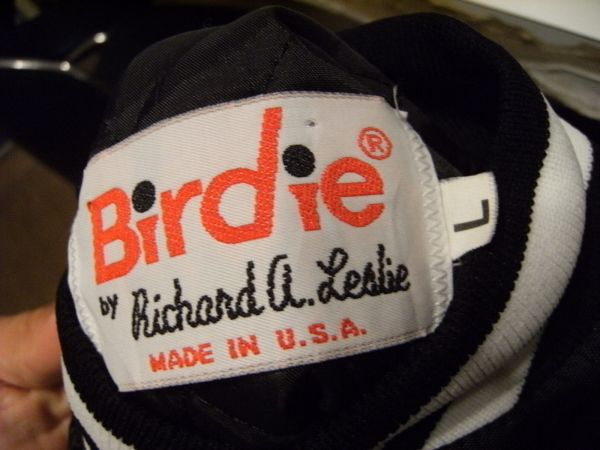 Birdie®
by Richard A. Leslie
MADE IN U.S.A.
L